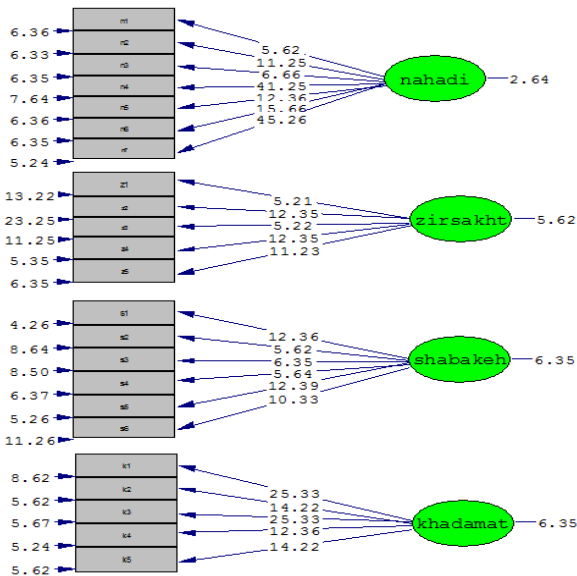 n1
6.36
n2
5.62
6.33
11.25
n3
6.66
6.35
n4
41.25
nahadi
2.64
7.64
n5
12.36
6.36
n6
15.66
6.35
n7
45.26
5.24
z1
13.22
5.21
z2
12.35
23.25
z3
5.22
zirsakht
5.62
11.25
z4
12.35
5.35
z5
11.23
6.35
s1
4.26
12.36
s2
5.62
8.64
s3
6.35
shabakeh
6.35
8.50
s4
5.64
6.37
s5
12.39
5.26
s6
10.33
11.26
k1
8.62
25.33
k2
14.22
5.62
k3
25.33
khadamat
6.35
5.67
k4
12.36
5.24
k5
14.22
5.62